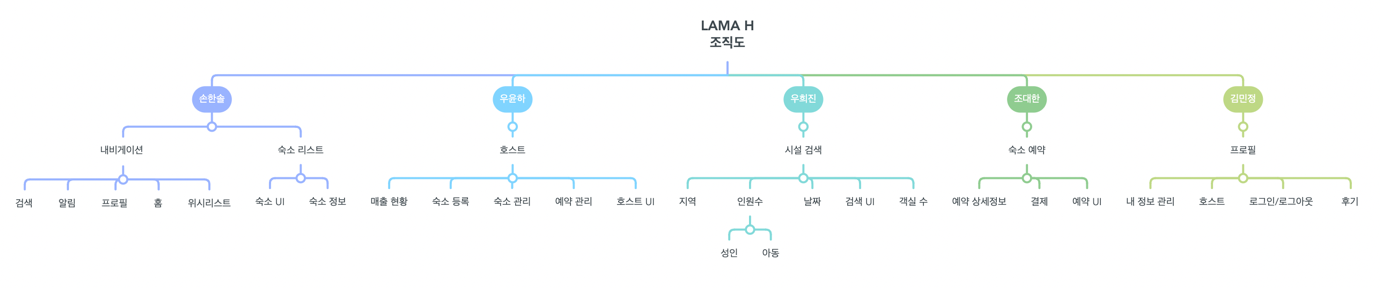 LAMA H
조직도
손한솔
우윤하
우희진
조대한
김민정
내비게이션
숙소 리스트
호스트
시설 검색
숙소 예약
프로필
검색
알림
프로필
홈
위시리스트
숙소 UI
숙소 정보
매출 현황
숙소 등록
숙소 관리
예약 관리
호스트 UI
지역
인원수
날짜
검색 UI
객실 수
예약 상세정보
결제
예약 UI
내 정보 관리
호스트
로그인/로그아웃
후기
성인
아동